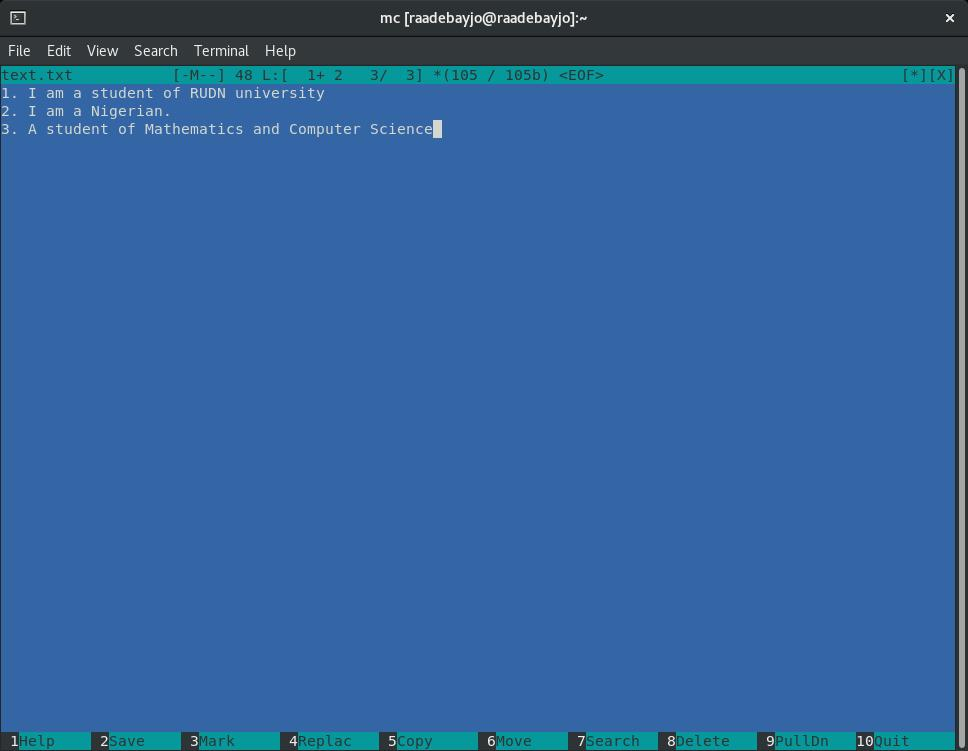 mc [raadebayjo@raadebayjo]:~
File Edit View Search Terminal Help
text.txt [-M--] 48 L:[ 1+ 2 3/ 3] *(105 / 105b) <EOF> [*][X]
1. I am a student of RUDN university
2. I am a Nigerian.
3. A student of Mathematics and Computer Science
1Help 2Save 3Mark 4Replac 5Copy 6Move 7Search 8Delete 9PullDn 10Quit